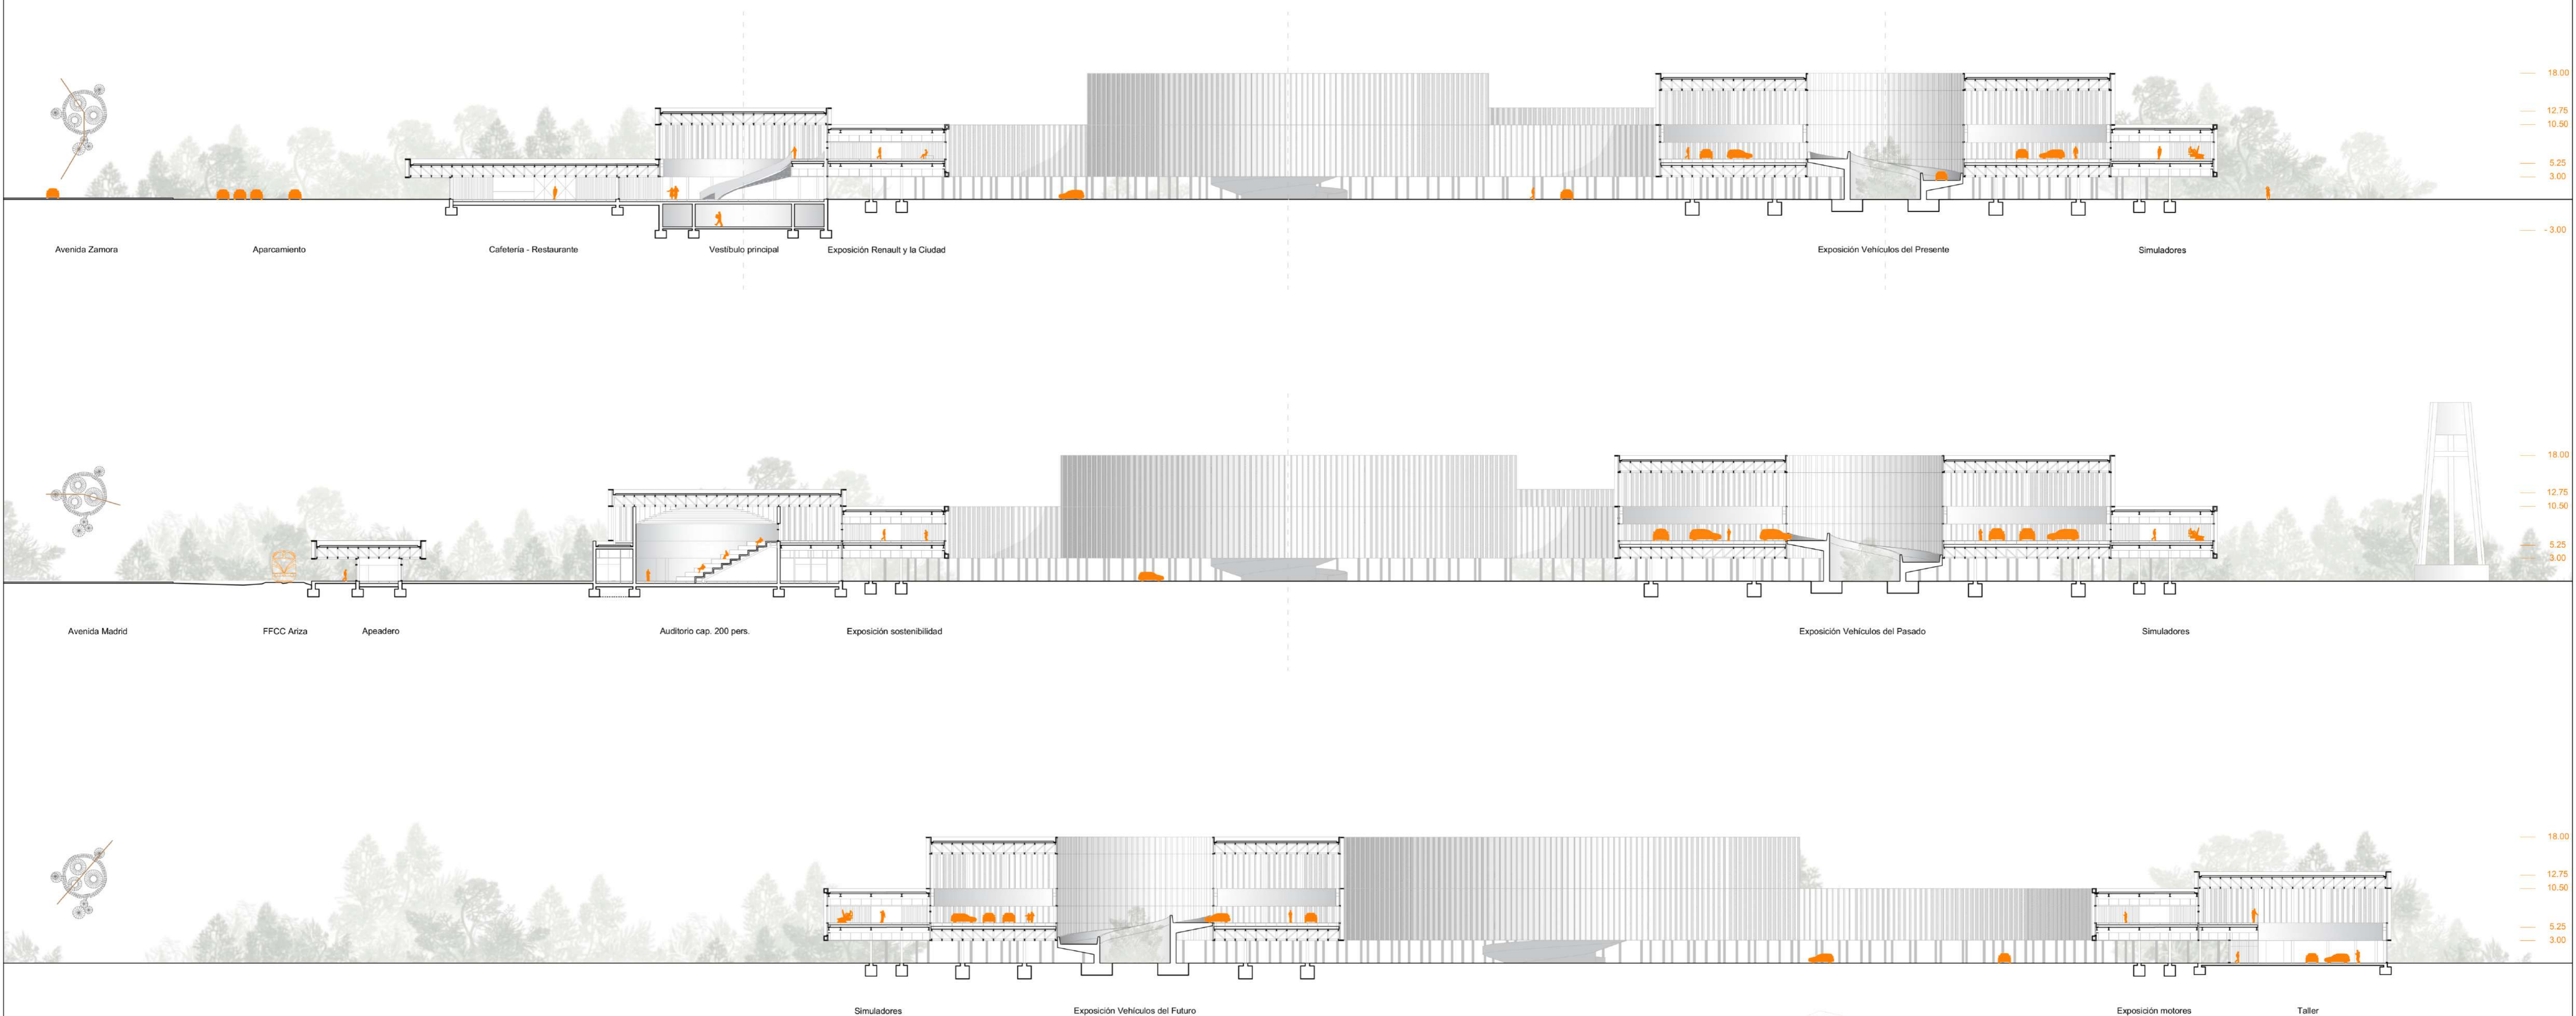 18.00
12.75
10.50
5.25
3.00
- 3.00
Avenida Zamora
Aparcamiento
Cafetería - Restaurante
Vestíbulo principal
Exposición Renault y la Ciudad
Exposición Vehículos del Presente
Simuladores
18.00
12.75
10.50
5.25
3.00
Avenida Madrid
FFCC Ariza
Apeadero
Auditorio cap. 200 pers.
Exposición sostenibilidad
Exposición Vehículos del Pasado
Simuladores
18.00
12.75
10.50
5.25
3.00
Simuladores
Exposición Vehículos del Futuro
Exposición motores
Taller